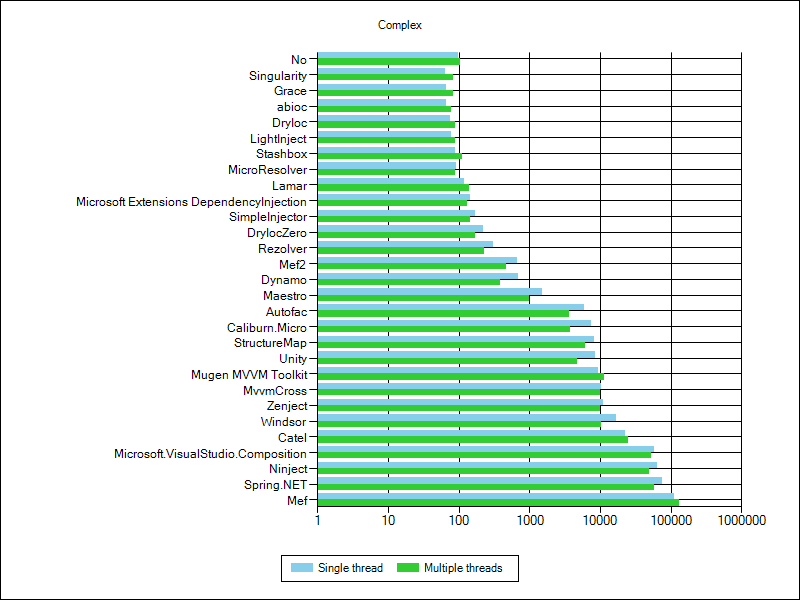 Complex
No
Singularity
Grace
abioc
DryIoc
LightInject
Stashbox
MicroResolver
Lamar
Microsoft Extensions DependencyInjection
SimpleInjector
DryIocZero
Rezolver
Mef2
Dynamo
Maestro
Autofac
Caliburn.Micro
StructureMap
Unity
Mugen MVVM Toolkit
MvvmCross
Zenject
Windsor
Catel
Microsoft.VisualStudio.Composition
Ninject
Spring.NET
Mef
1 10 100 1000 10000 100000 1000000
Single thread Multiple threads